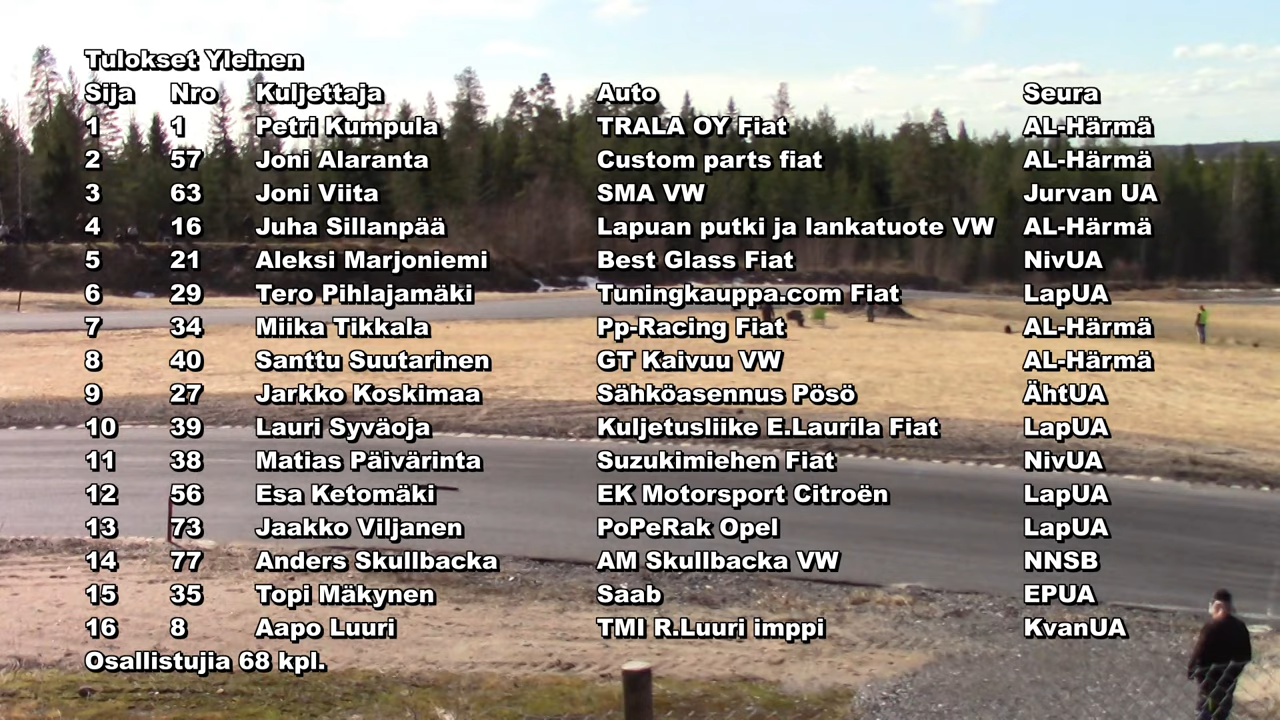 Tulokset Yleinen
Sija Nro Kuljettaja Auto Seura
1 1 Petri Kumpula TRALA OY Fiat AL-Härmä
2 57 Joni Alaranta Custom parts fiat AL-Härmä
3 63 Joni Viita SMA VW Jurvan UA
4 16 Juha Sillanpää Lapuan putki ja lankatuote VW AL-Härmä
5 21 Aleksi Marjoniemi Best Glass Fiat NivUA
6 29 Tero Pihlajamäki Tuningkauppa.com Fiat LapUA
7 34 Miika Tikkala Pp-Racing Fiat AL-Härmä
8 40 Santtu Suutarinen GT Kaivuu VW AL-Härmä
9 27 Jarkko Koskimaa Sähköasennus Pösö ÄhtUA
10 39 Lauri Syväoja Kuljetusliike E.Laurila Fiat LapUA
11 38 Matias Päivärinta Suzukimiehen Fiat NivUA
12 56 Esa Ketomäki EK Motorsport Citroën LapUA
13 73 Jaakko Viljanen PoPeRak Opel LapUA
14 77 Anders Skullbacka AM Skullbacka VW NNSB
15 35 Topi Mäkynen Saab EPUA
16 8 Aapo Luuri TMI R.Luuri imppi KvanUA
Osallistujia 68 kpl.